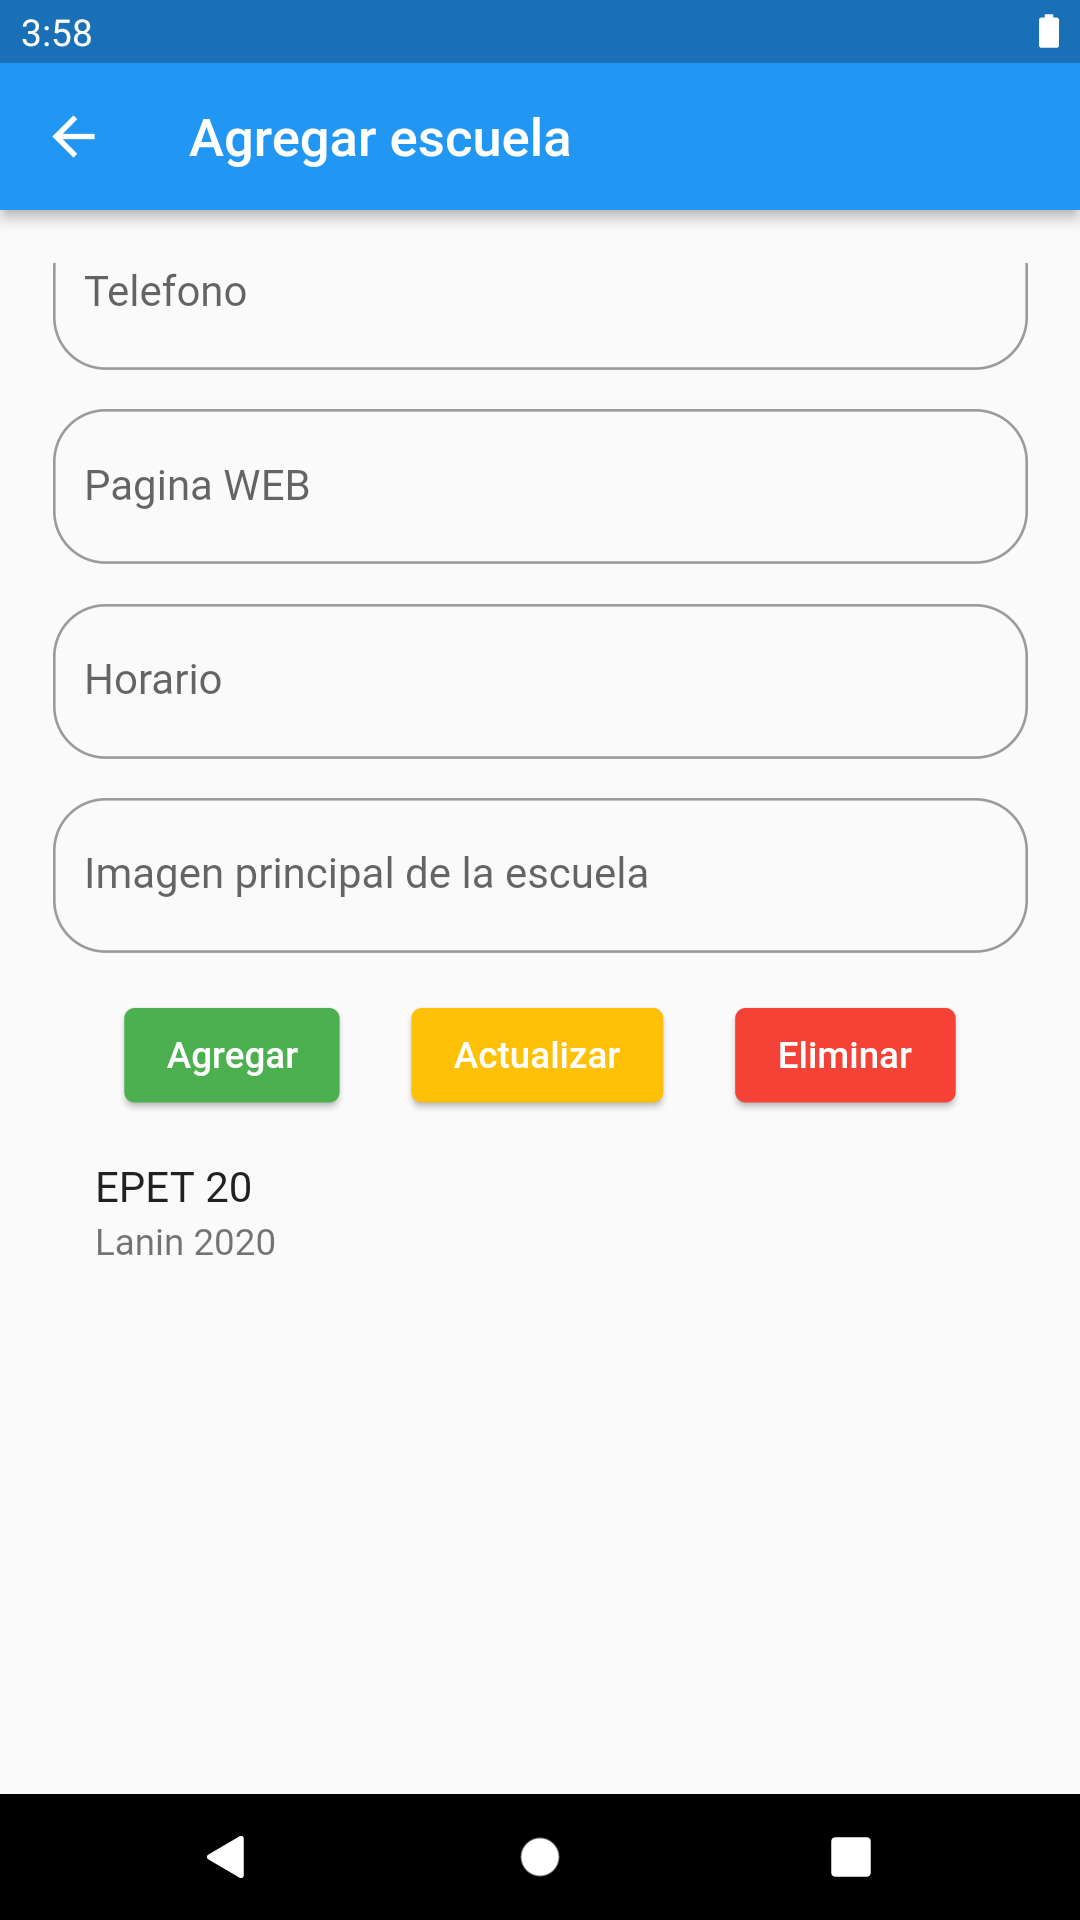 3:58
Agregar escuela
Telefono
Pagina WEB
Horario
Imagen principal de la escuela
Agregar
Actualizar
Eliminar
EPET 20
Lanin 2020